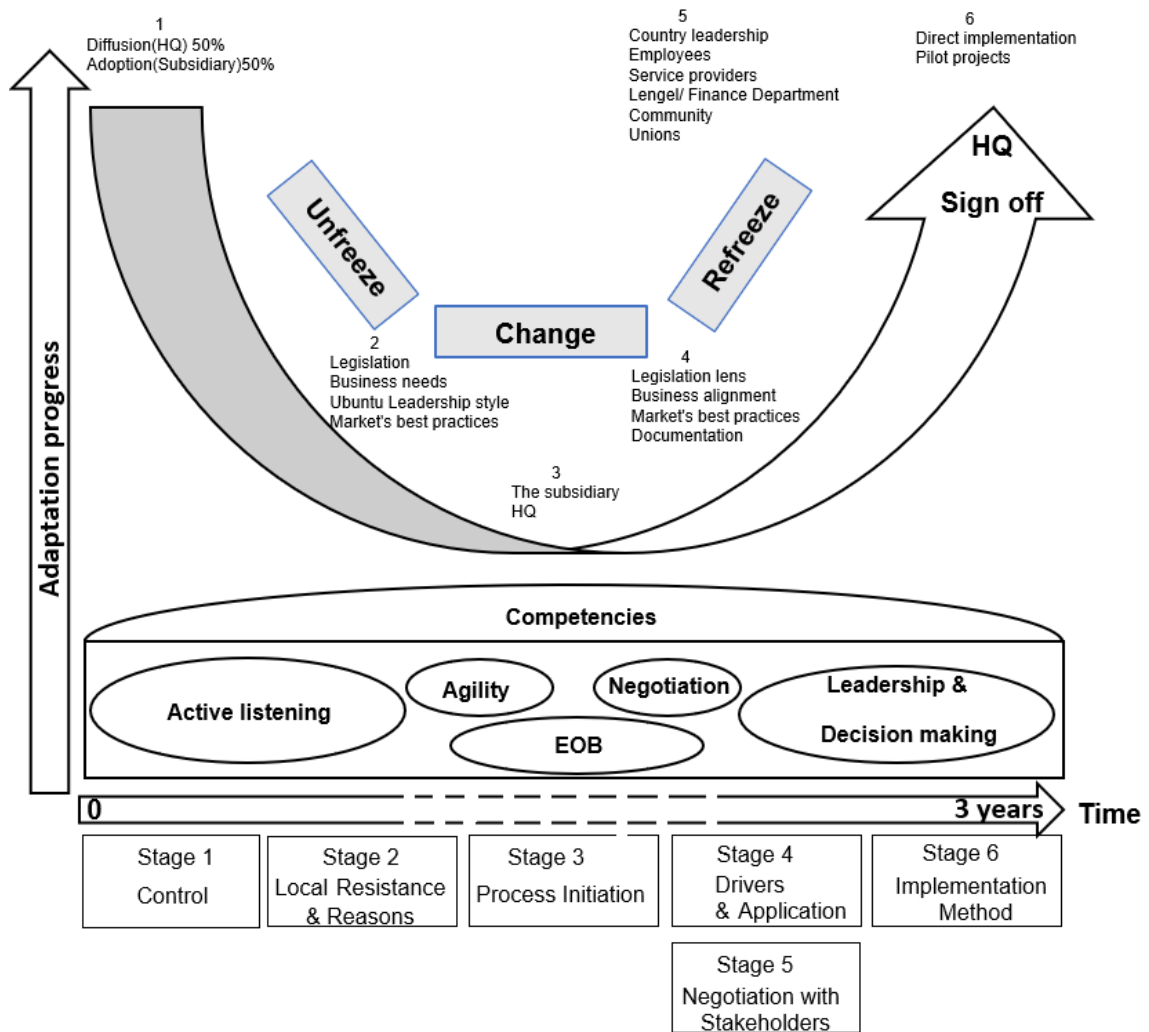 1
Diffusion(HQ) 50%
Adoption(Subsidiary)50%
5
Country leadership
Employees
Service providers
Lengel/ Finance Department
Community
Unions
6
Direct implementation
Pilot projects
HQ
Sign off
Unfreeze
Change
Refreeze
2
Legislation
Business needs
Ubuntu Leadership style
Market's best practices
4
Legislation lens
Business alignment
Market's best practices
Documentation
3
The subsidiary
HQ
Adaptation progress
Competencies
Active listening
Agility
Negotiation
EOB
Leadership &
Decision making
0
3 years
Time
Stage 1
Control
Stage 2
Local Resistance
& Reasons
Stage 3
Process Initiation
Stage 4
Drivers
& Application
Stage 6
Implementation
Method
Stage 5
Negotiation with
Stakeholders